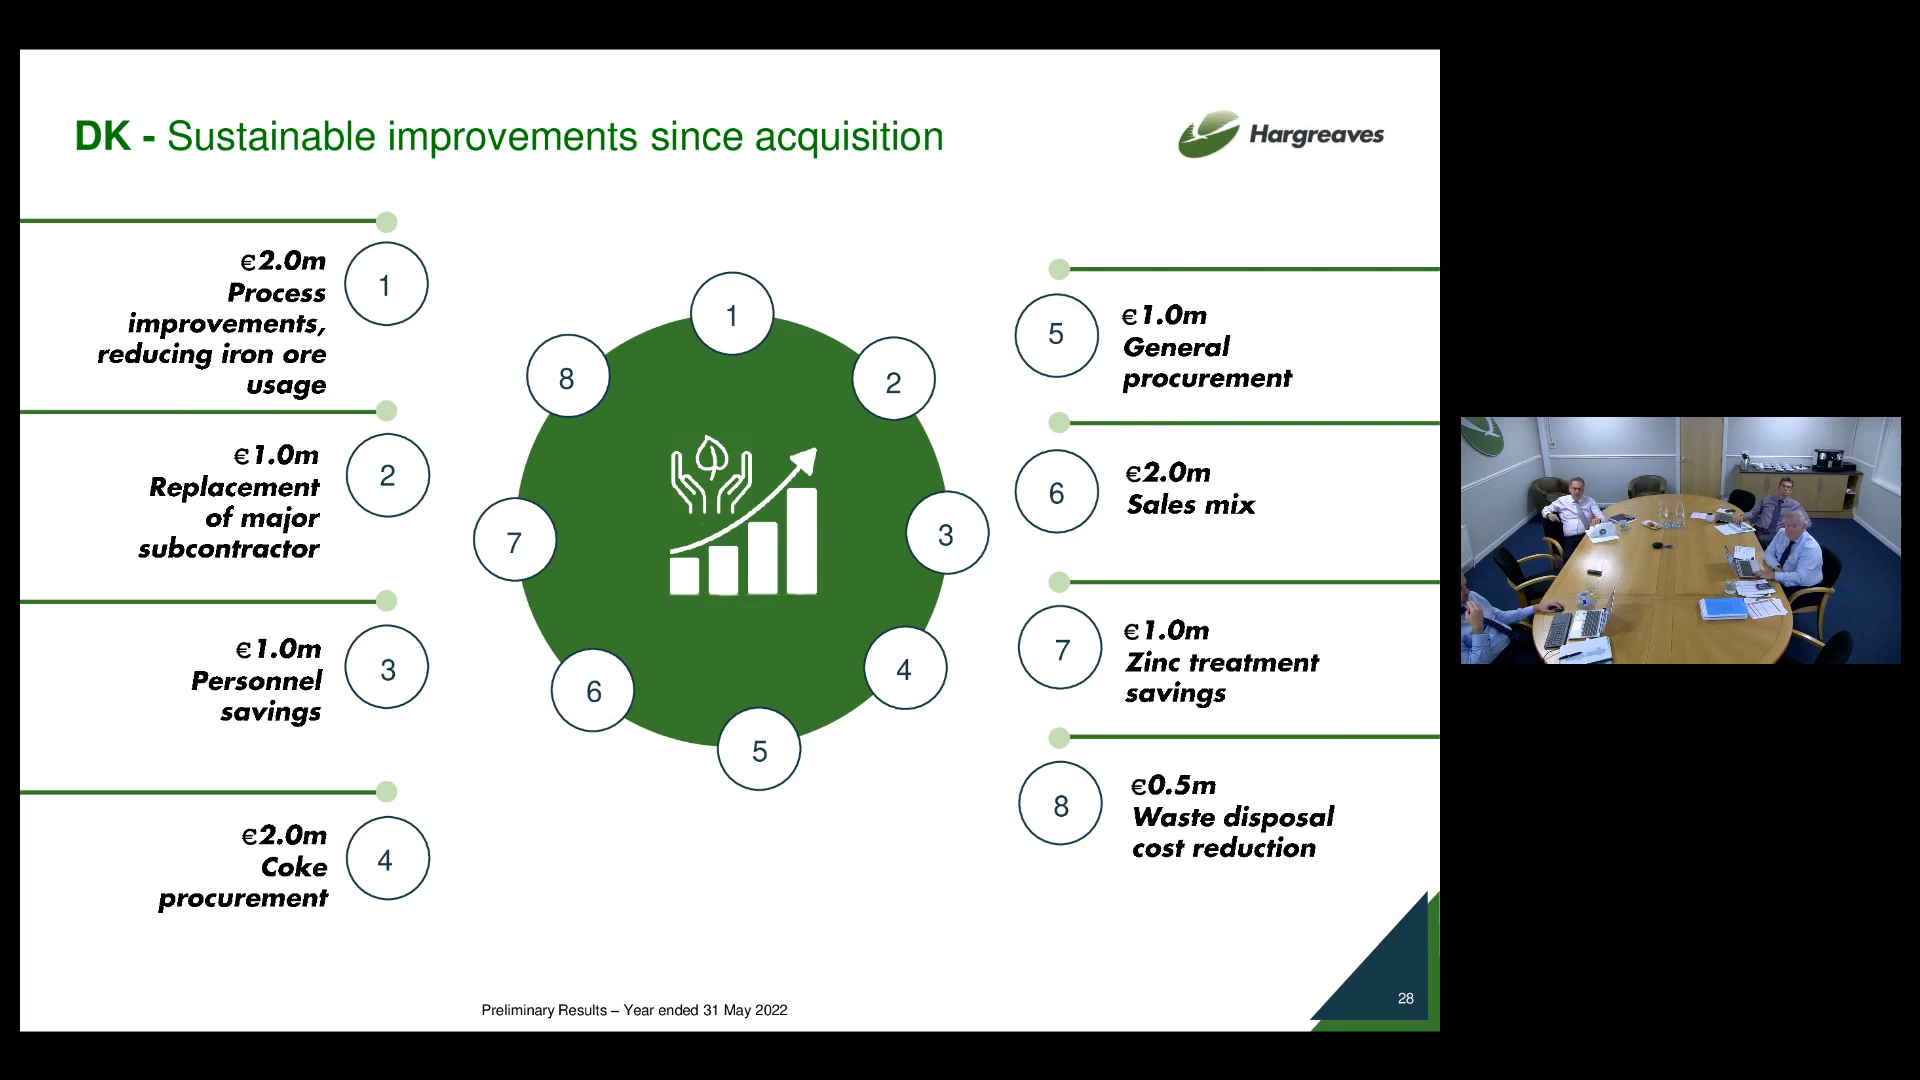 DK - Sustainable improvements since acquisition
Hargreaves
€2.0m
Process
improvements,
reducing iron ore
usage
1
€1.0m
Replacement
of major
subcontractor
2
€1.0m
Personnel
savings
3
€2.0m
Coke
procurement
4
1
2
3
4
5
6
7
8
5
€1.0m
General
procurement
6
€2.0m
Sales mix
7
€1.0m
Zinc treatment
savings
8
€0.5m
Waste disposal
cost reduction
Preliminary Results – Year ended 31 May 2022
28